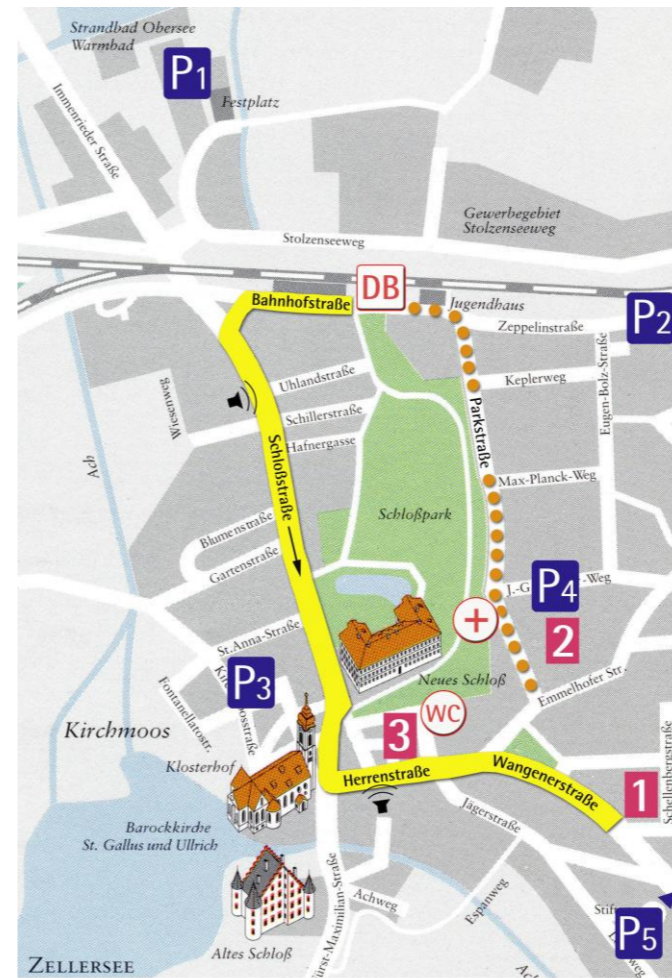 Strandbad Obersee
Warmbad
P1
Festplatz
Immenrieder Straße
Gewerbegebiet
Stolzenseeweg
Stolzenseeweg
DB
Bahnhofstraße
Jugendhaus
P2
Zeppelinstraße
Uhlandstraße
Keplerweg
Eugen-Bolz-Straße
Wiesenweg
Schillerstraße
Parkstraße
Hafnergasse
Schloßstraße
Ach
Max-Planck-Weg
Schloßpark
Blumenstraße
Gartenstraße
P4
-Weg
+
2
St.Anna-Straße
Neues Schloß
Emmelhofer Str.
P3
WC
Fontanellatostr.
Kirchmoos
3
Klosterhof
Herrenstraße
Wangenerstraße
1
Schellenbergstraße
Barockkirche
St. Gallus und Ullrich
Jägerstraße
Achweg
Espanweg
Altes Schloß
P5
ZELLERSEE